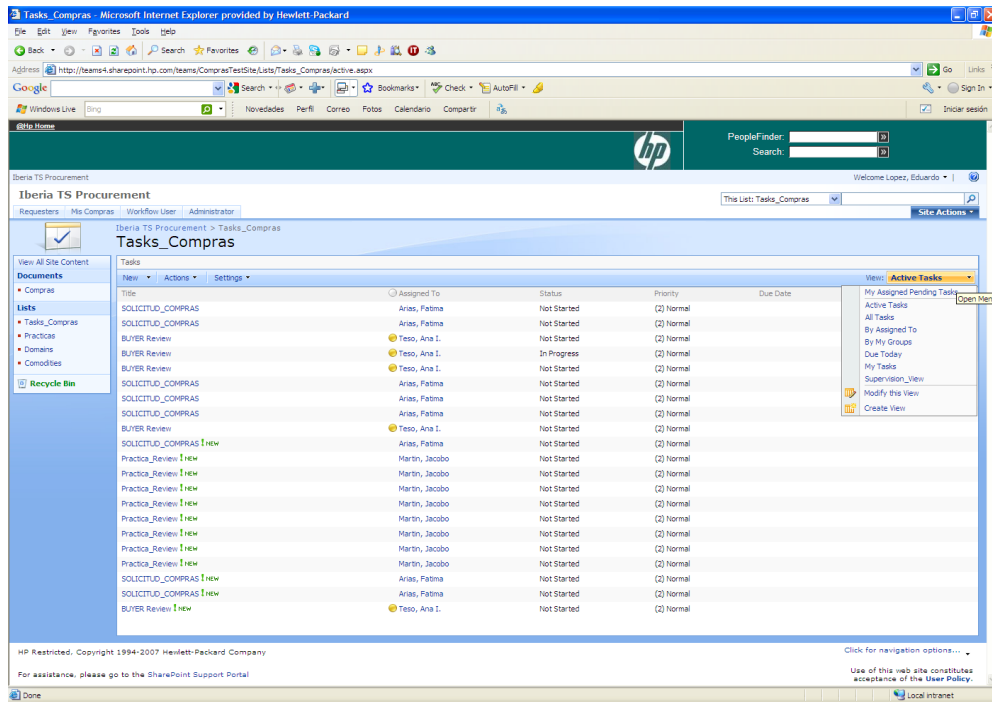 Tasks_Compras - Microsoft Internet Explorer provided by Hewlett-Packard
File Edit View Favorites Tools Help
Back Search Favorites
Address http://teams4.sharepoint.hp.com/teams/ComprasTestSite/Lists/Tasks_Compras/active.aspx Go Links
Google Search Bookmarks Check AutoFill Sign In
Windows Live Bing Novedades Perfil Correo Fotos Calendario Compartir Iniciar sesión
@Hp Home
hp
PeopleFinder:
Search:
Iberia TS Procurement Welcome Lopez, Eduardo
Iberia TS Procurement
This List: Tasks_Compras
Requesters Mis Compras Workflow User Administrator Site Actions
Iberia TS Procurement > Tasks_Compras
Tasks_Compras
View All Site Content
Documents
Compras
Lists
Tasks_Compras
Practicas
Domains
Comodities
Recycle Bin
Tasks
New Actions Settings View: Active Tasks
Title Assigned To Status Priority Due Date
SOLICITUD_COMPRAS Arias, Fatima Not Started (2) Normal
SOLICITUD_COMPRAS Arias, Fatima Not Started (2) Normal
BUYER Review Teso, Ana I. Not Started (2) Normal
BUYER Review Teso, Ana I. In Progress (2) Normal
BUYER Review Teso, Ana I. Not Started (2) Normal
SOLICITUD_COMPRAS Arias, Fatima Not Started (2) Normal
SOLICITUD_COMPRAS Arias, Fatima Not Started (2) Normal
SOLICITUD_COMPRAS Arias, Fatima Not Started (2) Normal
BUYER Review Teso, Ana I. Not Started (2) Normal
SOLICITUD_COMPRAS ! NEW Arias, Fatima Not Started (2) Normal
Practica_Review ! NEW Martin, Jacobo Not Started (2) Normal
Practica_Review ! NEW Martin, Jacobo Not Started (2) Normal
Practica_Review ! NEW Martin, Jacobo Not Started (2) Normal
Practica_Review ! NEW Martin, Jacobo Not Started (2) Normal
Practica_Review ! NEW Martin, Jacobo Not Started (2) Normal
Practica_Review ! NEW Martin, Jacobo Not Started (2) Normal
Practica_Review ! NEW Martin, Jacobo Not Started (2) Normal
Practica_Review ! NEW Martin, Jacobo Not Started (2) Normal
SOLICITUD_COMPRAS ! NEW Arias, Fatima Not Started (2) Normal
SOLICITUD_COMPRAS ! NEW Arias, Fatima Not Started (2) Normal
BUYER Review ! NEW Teso, Ana I. Not Started (2) Normal
My Assigned Pending Tasks
Open Men
Active Tasks
All Tasks
By Assigned To
By My Groups
Due Today
My Tasks
Supervision_View
Modify this View
Create View
HP Restricted, Copyright 1994-2007 Hewlett-Packard Company Click for navigation options...
For assistance, please go to the SharePoint Support Portal
Use of this web site constitutes
acceptance of the User Policy.
Done Local intranet